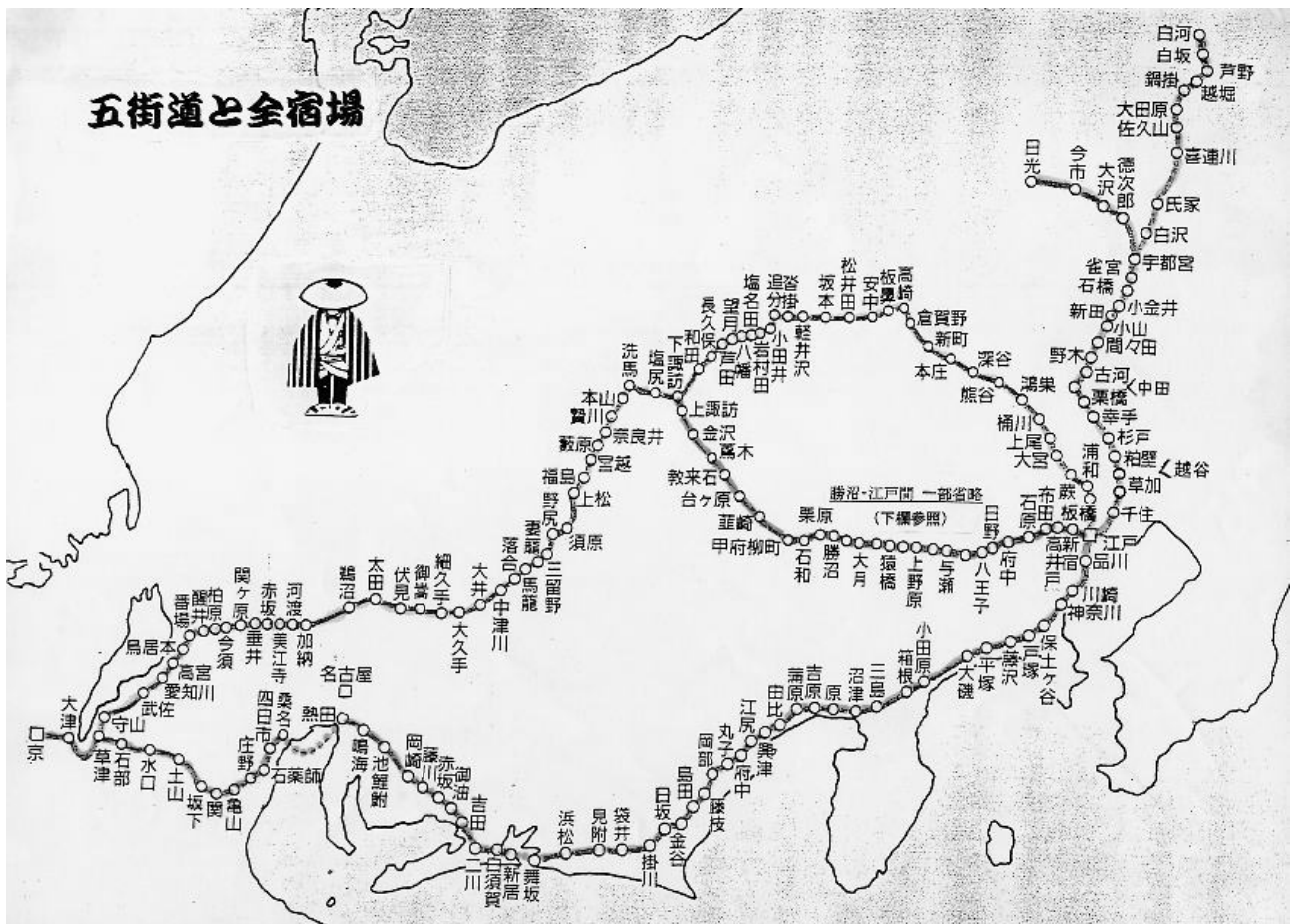 五街道と全宿場
白河
白坂
芦野
越堀
鍋掛
大田原
佐久山
喜連川
氏家
白沢
日光
今市
大沢
徳次郎
宇都宮
雀宮
石橋
小金井
新田
小山
間々田
野木
古河
中田
栗橋
幸手
杉戸
粕壁
越谷
草加
千住
江戸
板橋
蕨
浦和
大宮
上尾
桶川
鴻巣
熊谷
深谷
本庄
新町
倉賀野
高崎
安中
松井田
坂本
軽井沢
沓掛
追分
小田井
岩村田
塩名田
八幡
望月
芦田
長久保
和田
下諏訪
塩尻
洗馬
本山
贄川
奈良井
藪原
宮越
福島
上松
須原
野尻
三留野
妻籠
馬籠
落合
中津川
大井
大久手
細久手
御嵩
伏見
太田
鵜沼
加納
河渡
美江寺
赤坂
垂井
関ヶ原
今須
柏原
醒井
番場
鳥居本
高宮
愛知川
武佐
守山
草津
大津
京
上諏訪
金沢
蔦木
教来石
台ヶ原
韮崎
甲府柳町
石和
栗原
勝沼
大月
猿橋
上野原
与瀬
八王子
日野
府中
石原
布田
高井戸
新宿
勝沼-江戸間 一部省略
(下欄参照)
品川
川崎
神奈川
保土ヶ谷
戸塚
藤沢
平塚
大磯
小田原
箱根
三島
沼津
原
吉原
蒲原
由比
興津
江尻
府中
丸子
岡部
藤枝
島田
金谷
日坂
掛川
袋井
見附
浜松
舞坂
新居
白須賀
二川
吉田
御油
赤坂
藤川
岡崎
池鯉鮒
鳴海
熱田
名古屋
桑名
四日市
石薬師
庄野
亀山
関
坂下
土山
水口
石部